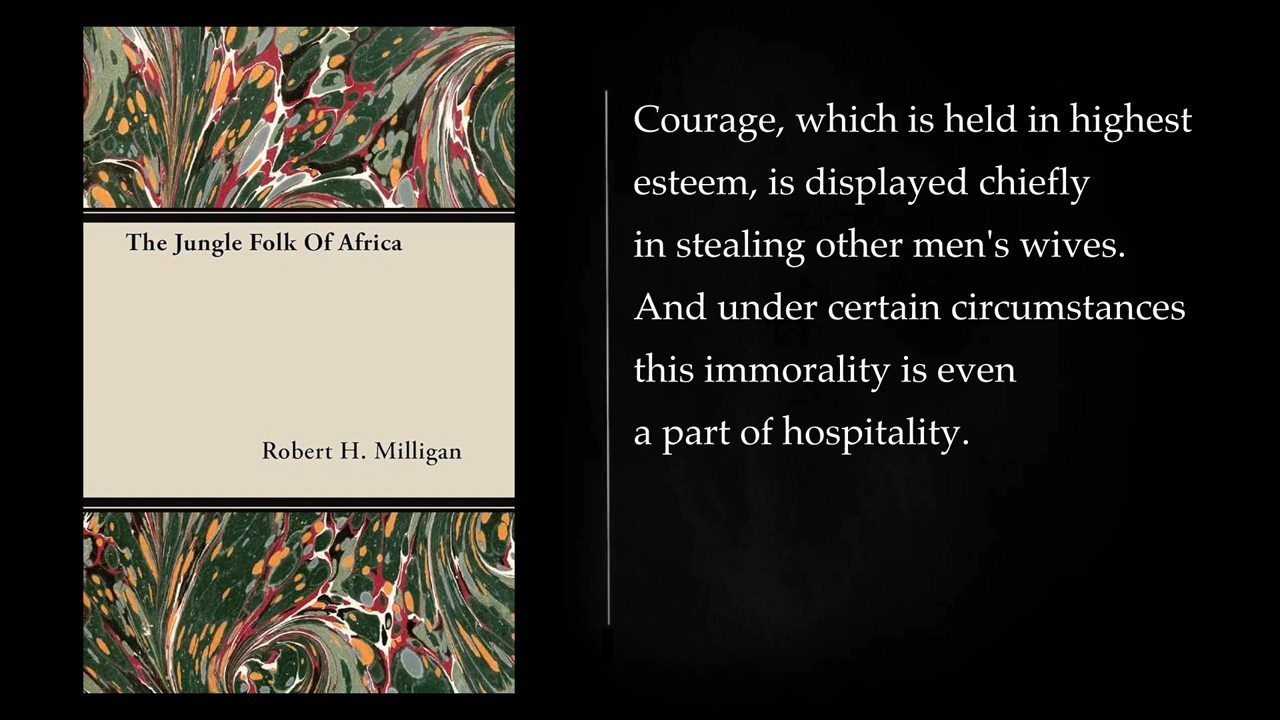 The Jungle Folk Of Africa
Robert H. Milligan
Courage, which is held in highest
esteem, is displayed chiefly
in stealing other men's wives.
And under certain circumstances
this immorality is even
a part of hospitality.